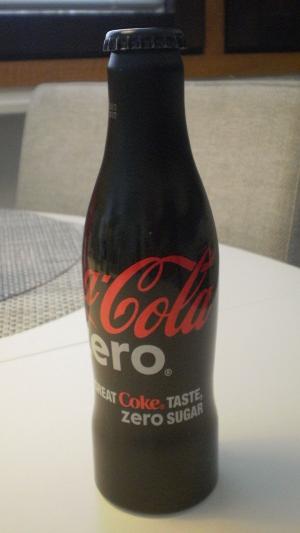 a-Cola
ero®
REAT Coke® TASTE,
zero SUGAR